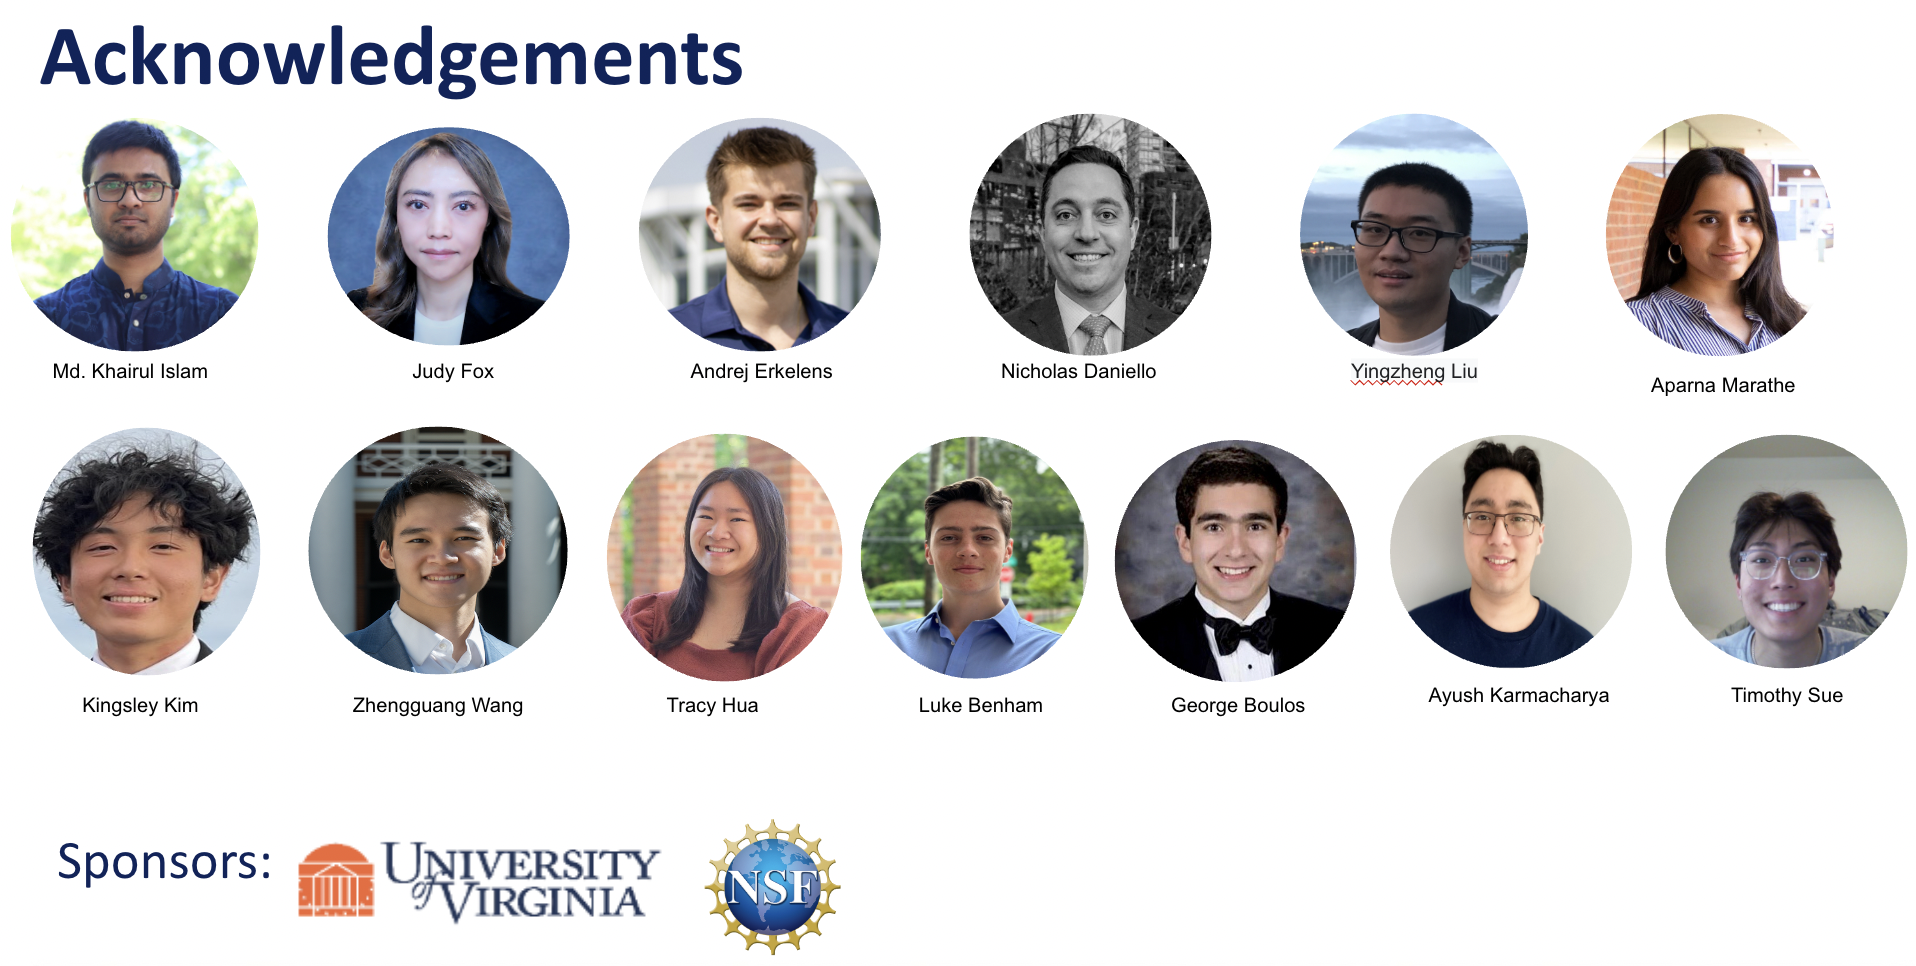 Acknowledgements
Md. Khairul Islam
Judy Fox
Andrej Erkelens
Nicholas Daniello
Yingzheng Liu
Aparna Marathe
Kingsley Kim
Zhengguang Wang
Tracy Hua
Luke Benham
George Boulos
Ayush Karmacharya
Timothy Sue
Sponsors:
UNIVERSITY
of VIRGINIA
NSF